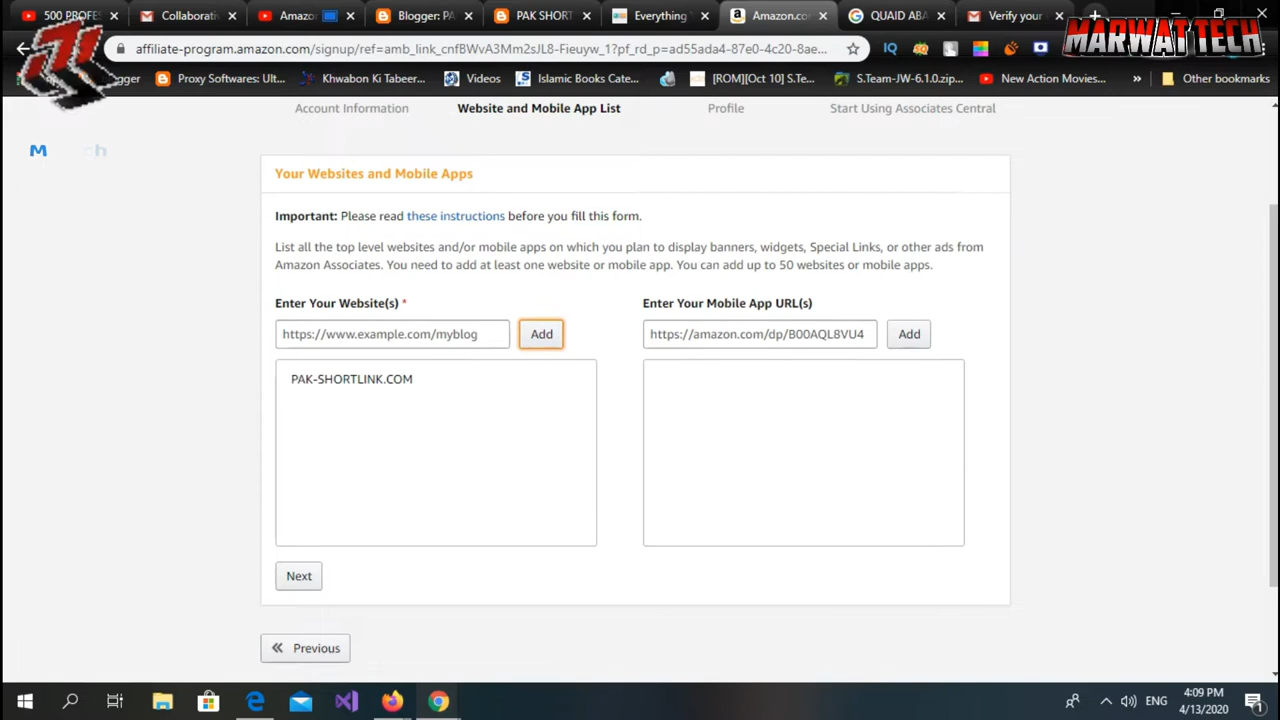 500 PROFES
Collaborati
Amazo
Blogger: PA
PAK SHORT
Everything
Amazon.co
QUAID ABA
Verify your
MARWAT TECH
affiliate-program.amazon.com/signup/ref=amb_link_cnfBWvA3Mm2sJL8-Fieuyw_1?pf_rd_p=ad55ada4-87e0-4c20-8ae...
IQ
gger
Proxy Softwares: Ult...
Khwabon Ki Tabeer...
Videos
Islamic Books Cate...
[ROM][Oct 10] S.Te...
S.Team-JW-6.1.0.zip...
New Action Movies...
»
Other bookmarks
Account Information
Website and Mobile App List
Profile
Start Using Associates Central
M ch
Your Websites and Mobile Apps
Important: Please read these instructions before you fill this form.
List all the top level websites and/or mobile apps on which you plan to display banners, widgets, Special Links, or other ads from
Amazon Associates. You need to add at least one website or mobile app. You can add up to 50 websites or mobile apps.
Enter Your Website(s) *
Enter Your Mobile App URL(s)
https://www.example.com/myblog
Add
https://amazon.com/dp/B00AQL8VU4
Add
PAK-SHORTLINK.COM
Next
Previous
ENG
4:09 PM
4/13/2020